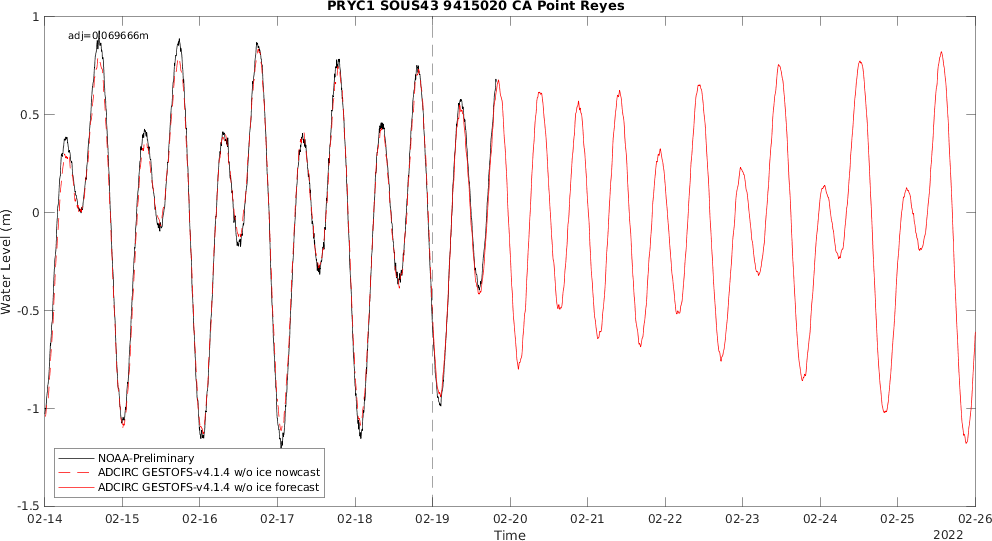 PRYC1 SOUS43 9415020 CA Point Reyes
adj=0.069666m
1
0.5
0
-0.5
-1
-1.5
Water Level (m)
NOAA-Preliminary
ADCIRC GESTOFS-v4.1.4 w/o ice nowcast
ADCIRC GESTOFS-v4.1.4 w/o ice forecast
02-14 02-15 02-16 02-17 02-18 02-19 02-20 02-21 02-22 02-23 02-24 02-25 02-26
Time
2022